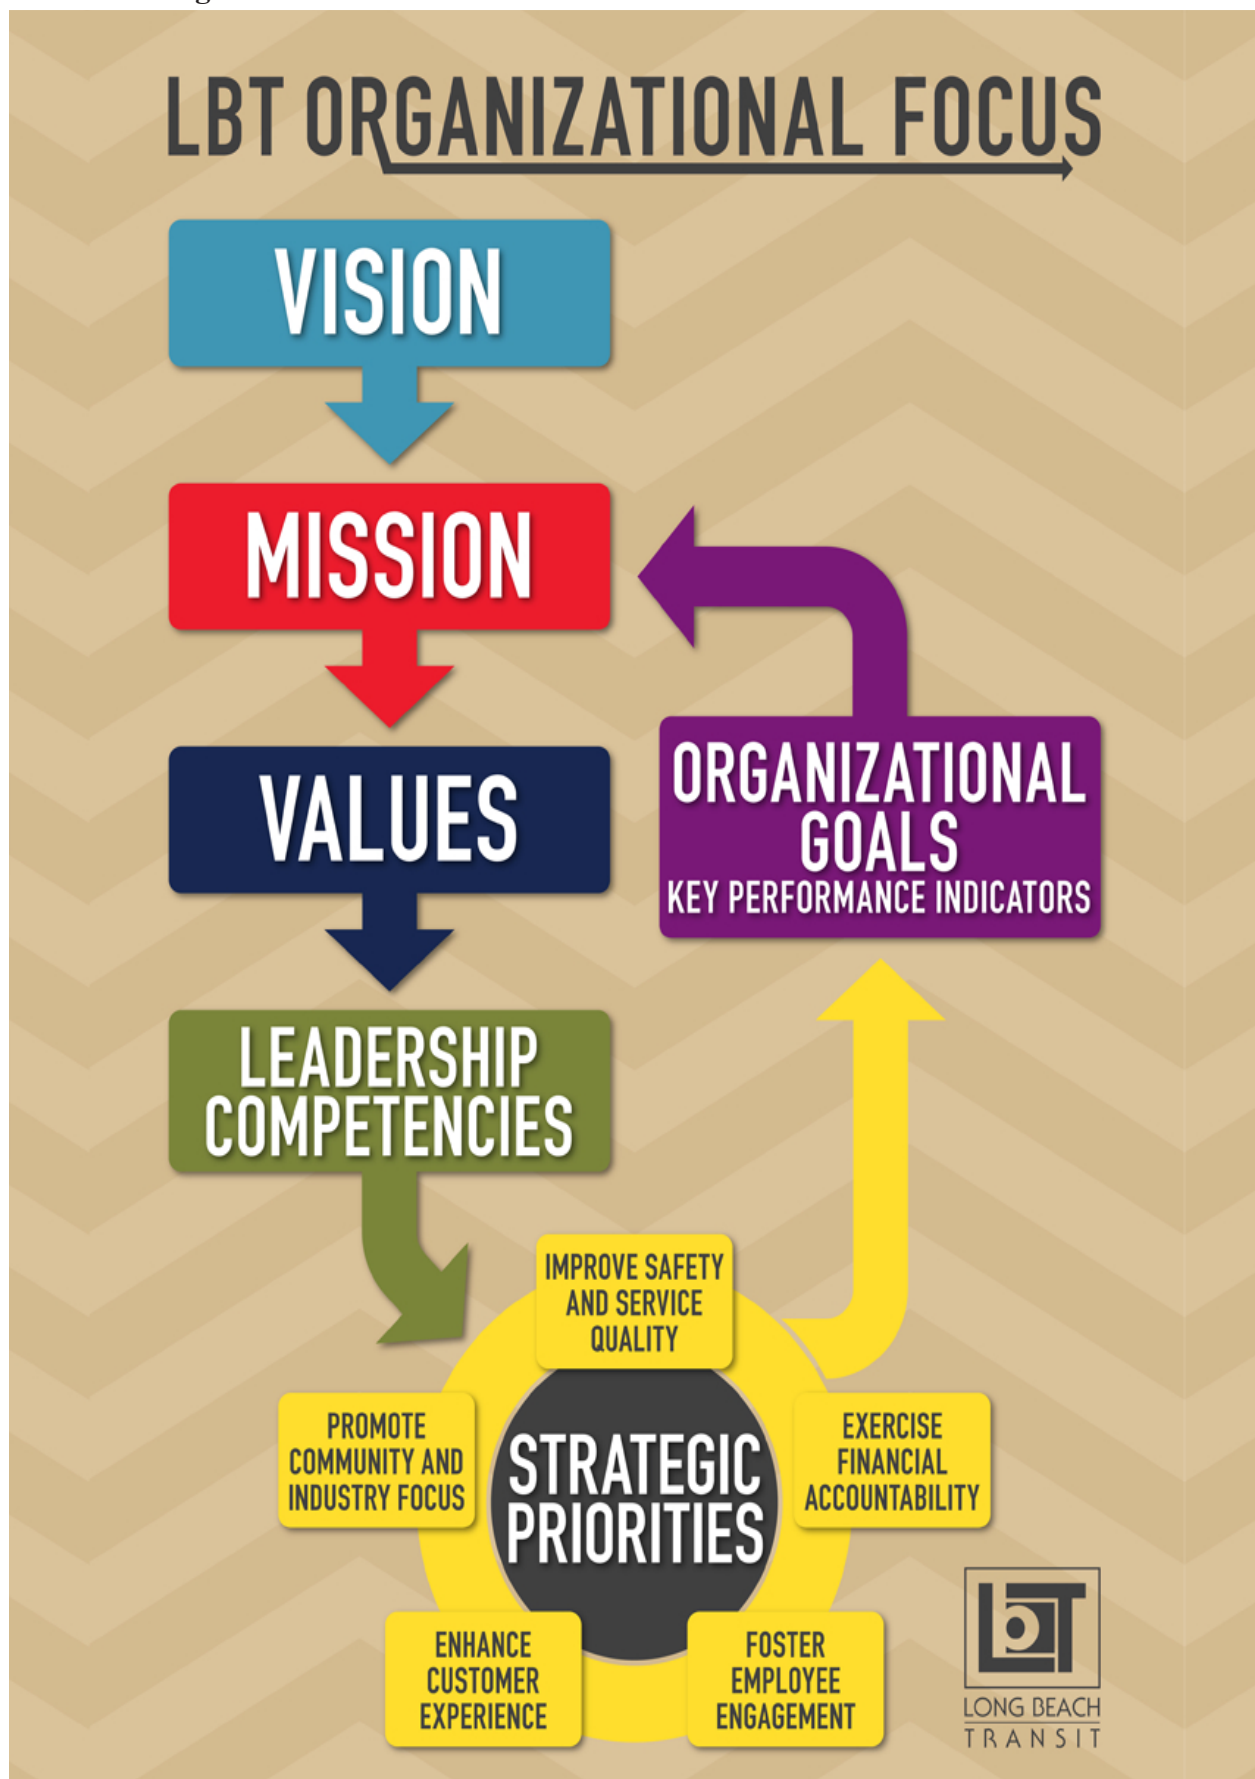 LBT ORGANIZATIONAL FOCUS
VISION
MISSION
VALUES
ORGANIZATIONAL
GOALS
KEY PERFORMANCE INDICATORS
LEADERSHIP
COMPETENCIES
IMPROVE SAFETY
AND SERVICE
QUALITY
PROMOTE
COMMUNITY AND
INDUSTRY FOCUS
STRATEGIC
PRIORITIES
EXERCISE
FINANCIAL
ACCOUNTABILITY
ENHANCE
CUSTOMER
EXPERIENCE
FOSTER
EMPLOYEE
ENGAGEMENT
LBT
LONG BEACH
TRANSIT